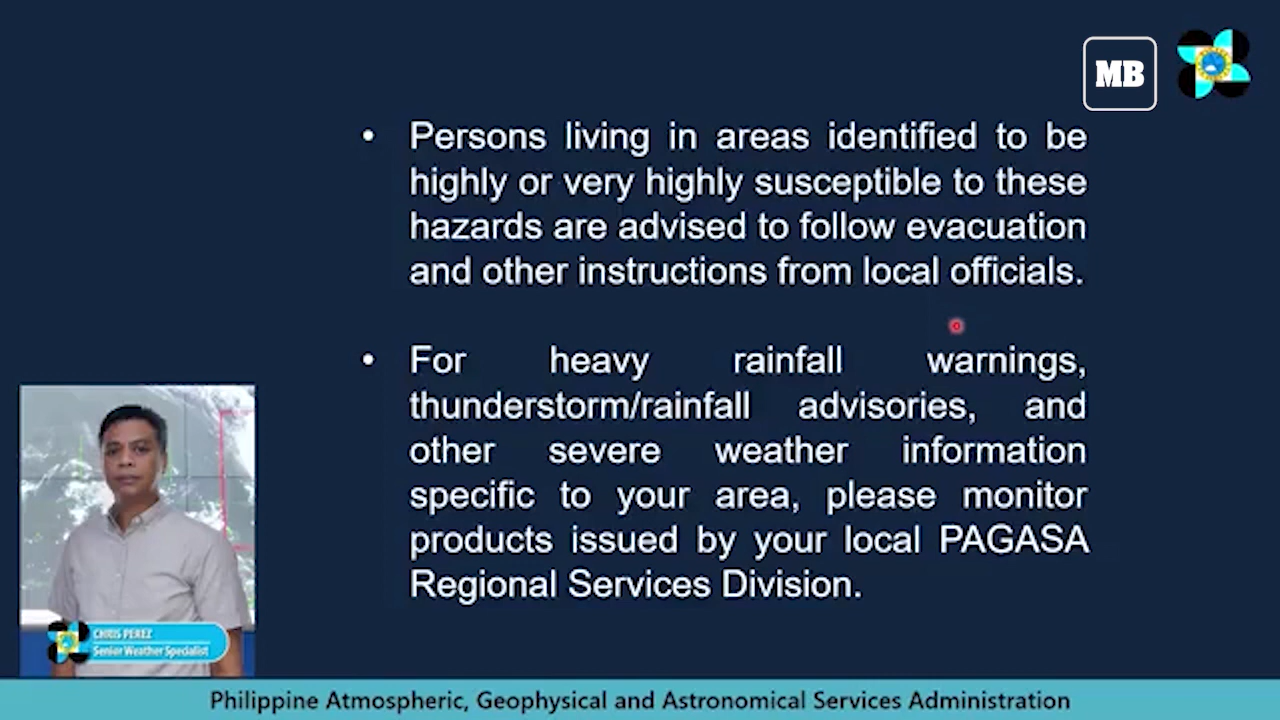 MB
• Persons living in areas identified to be
highly or very highly susceptible to these
hazards are advised to follow evacuation
and other instructions from local officials.
• For heavy rainfall warnings,
thunderstorm/rainfall advisories, and
other severe weather information
specific to your area, please monitor
products issued by your local PAGASA
Regional Services Division.
CHRIS PEREZ
Senior Weather Specialist
Philippine Atmospheric, Geophysical and Astronomical Services Administration